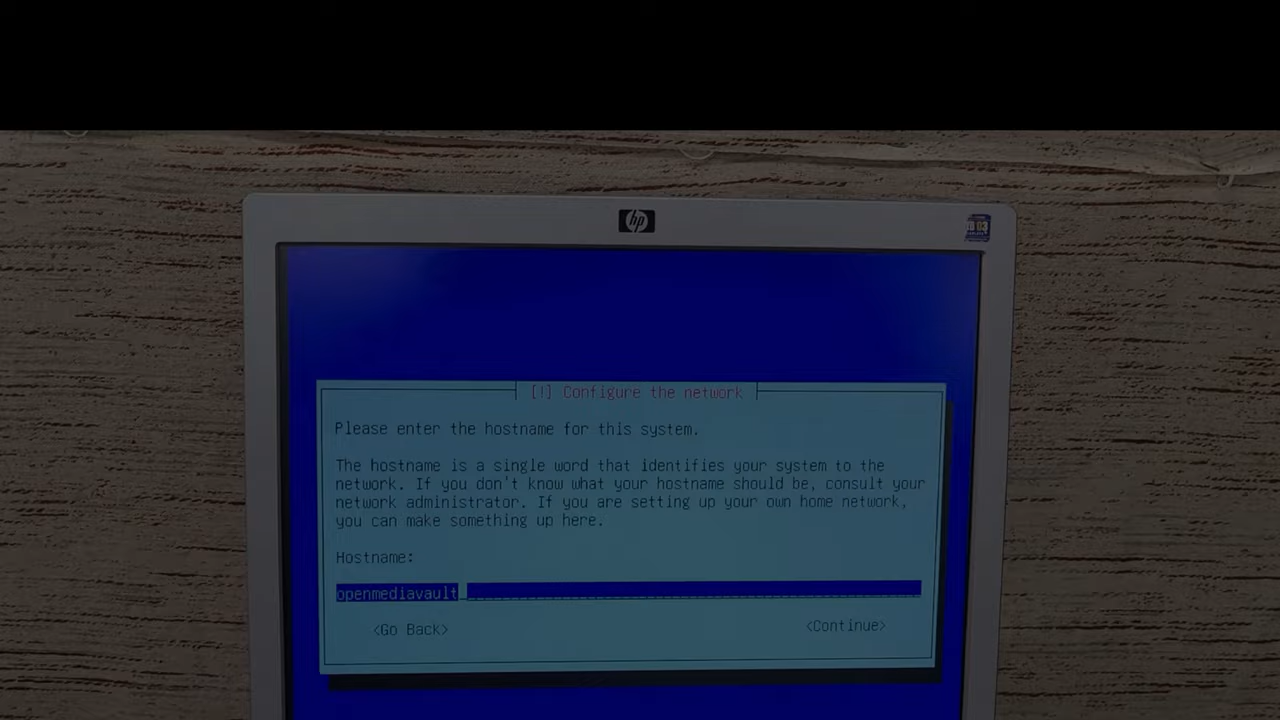 hp
[!] Configure the network
Please enter the hostname for this system.
The hostname is a single word that identifies your system to the
network. If you don't know what your hostname should be, consult your
network administrator. If you are setting up your own home network,
you can make something up here.
Hostname:
openmediavault
<Go Back> <Continue>